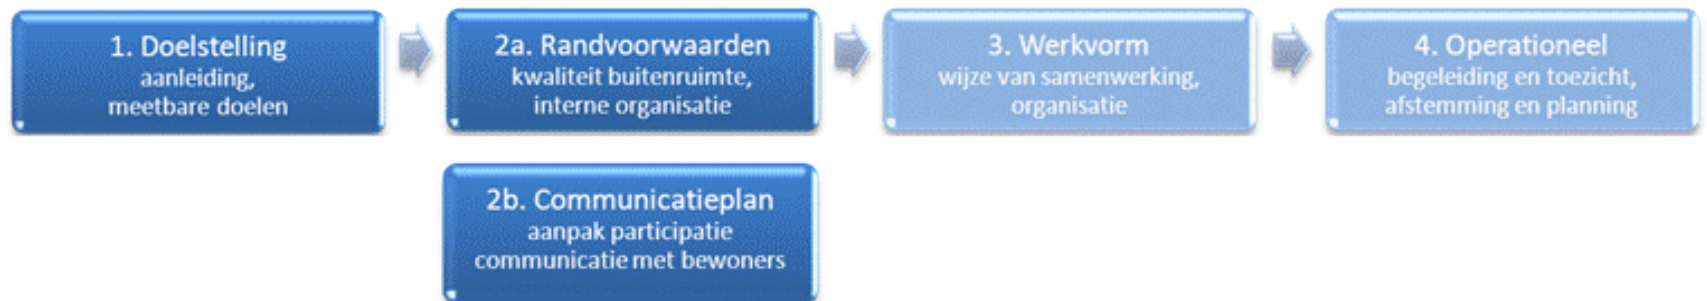 1. Doelstelling
aanleiding,
meetbare doelen
2a. Randvoorwaarden
kwaliteit buitenruimte,
interne organisatie
2b. Communicatieplan
aanpak participatie
communicatie met bewoners
3. Werkvorm
wijze van samenwerking,
organisatie
4. Operationeel
begeleiding en toezicht,
afstemming en planning